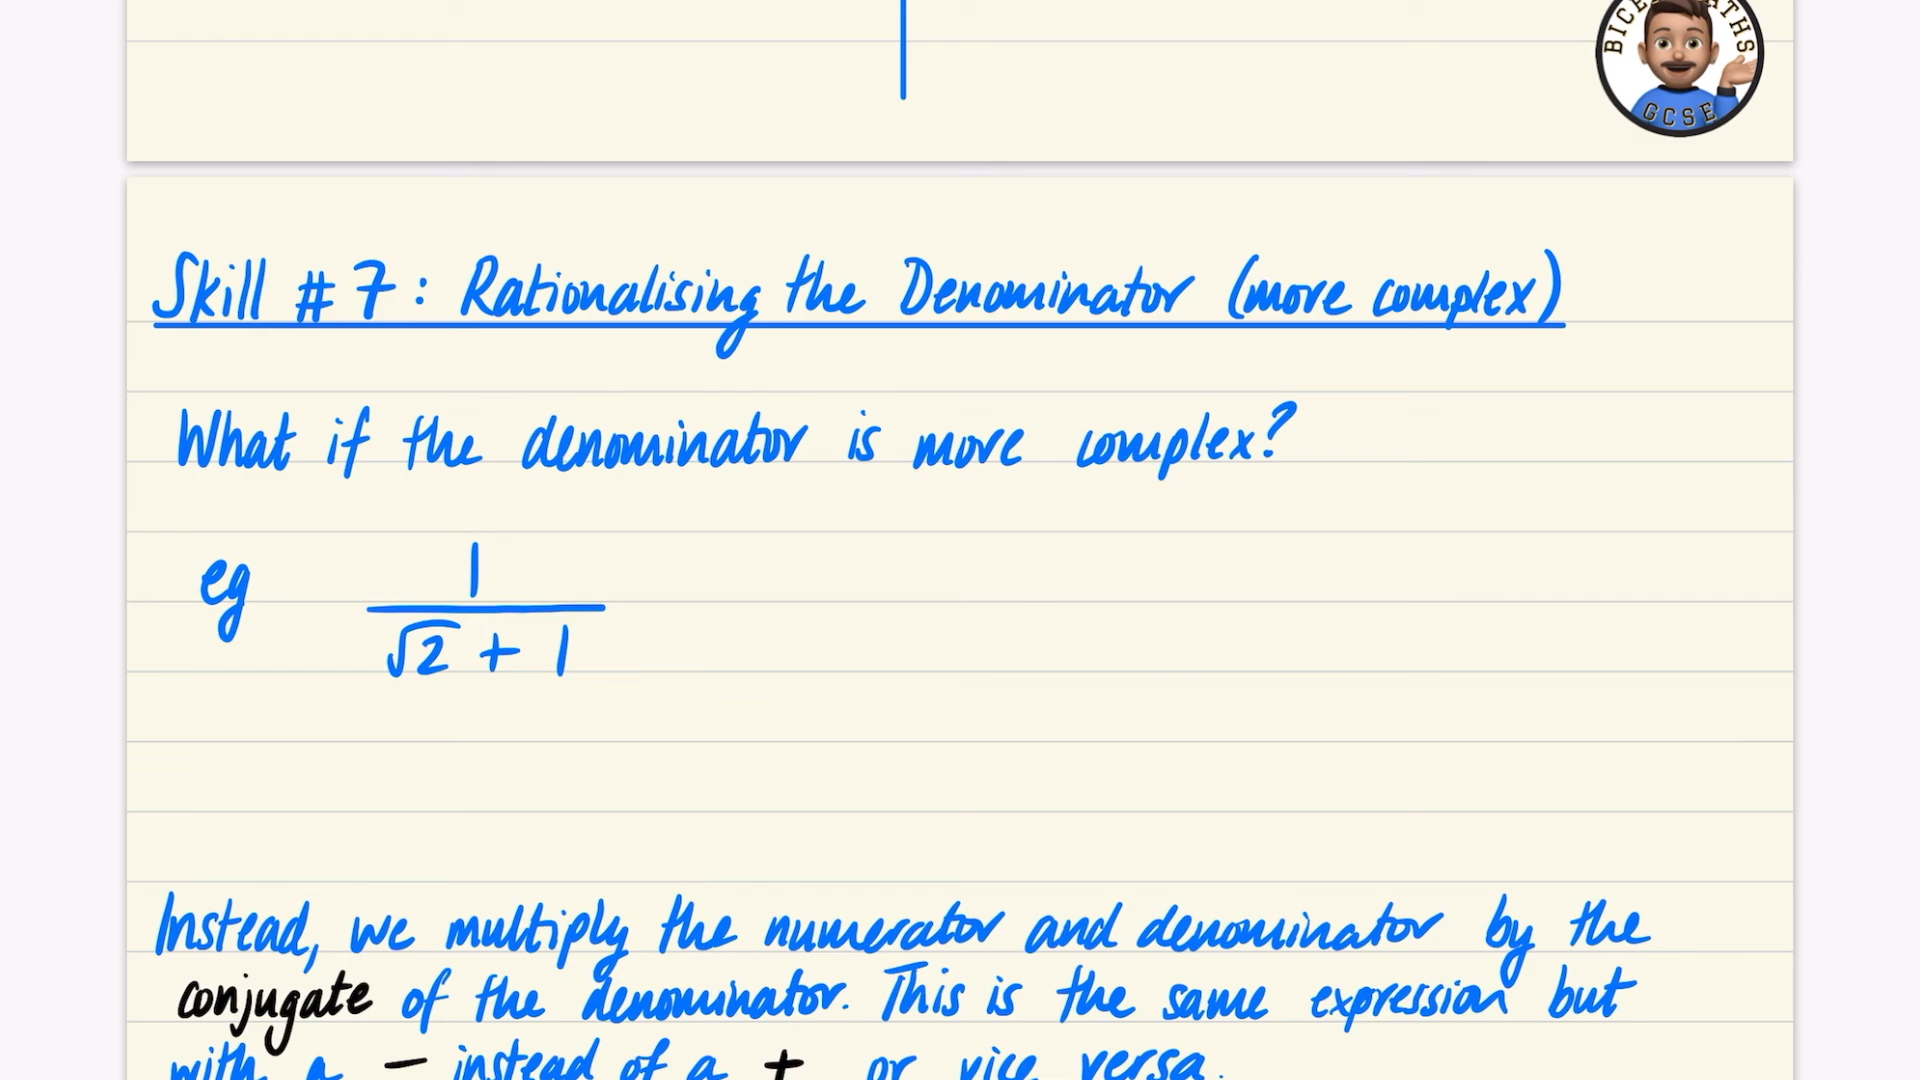 GCSE
Skill #7: Rationalising the Denominator (more complex)
What if the denominator is more complex?
eg 1
√2 + 1
Instead, we multiply the numerator and denominator by the
conjugate of the denominator. This is the same expression but
with a - instead of a + or vice versa.